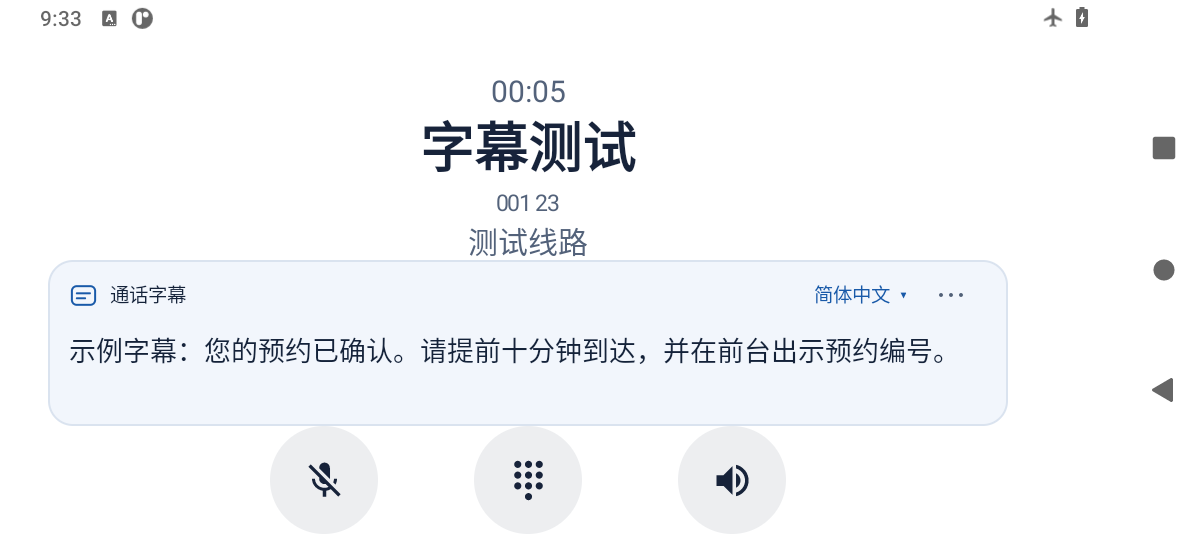 9:33
00:05
字幕测试
001 23
测试线路
通话字幕
简体中文
示例字幕：您的预约已确认。请提前十分钟到达，并在前台出示预约编号。